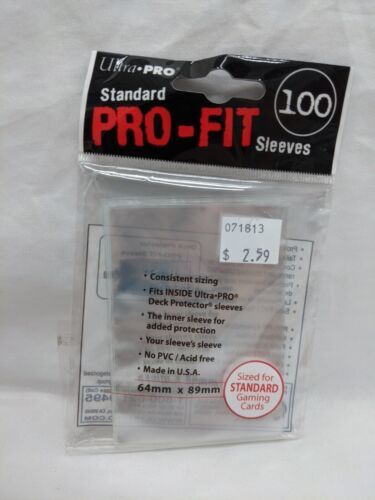 Ultra•PRO
Standard
100
PRO-FIT
Sleeves
071813
$ 2.59
• Consistent sizing
• Fits INSIDE Ultra•PRO®
Deck Protector® sleeves
• The inner sleeve for
added protection
• Your sleeve's sleeve
• No PVC / Acid free
• Made in U.S.A.
64mm x 89mm
Sized for
STANDARD
Gaming
Cards